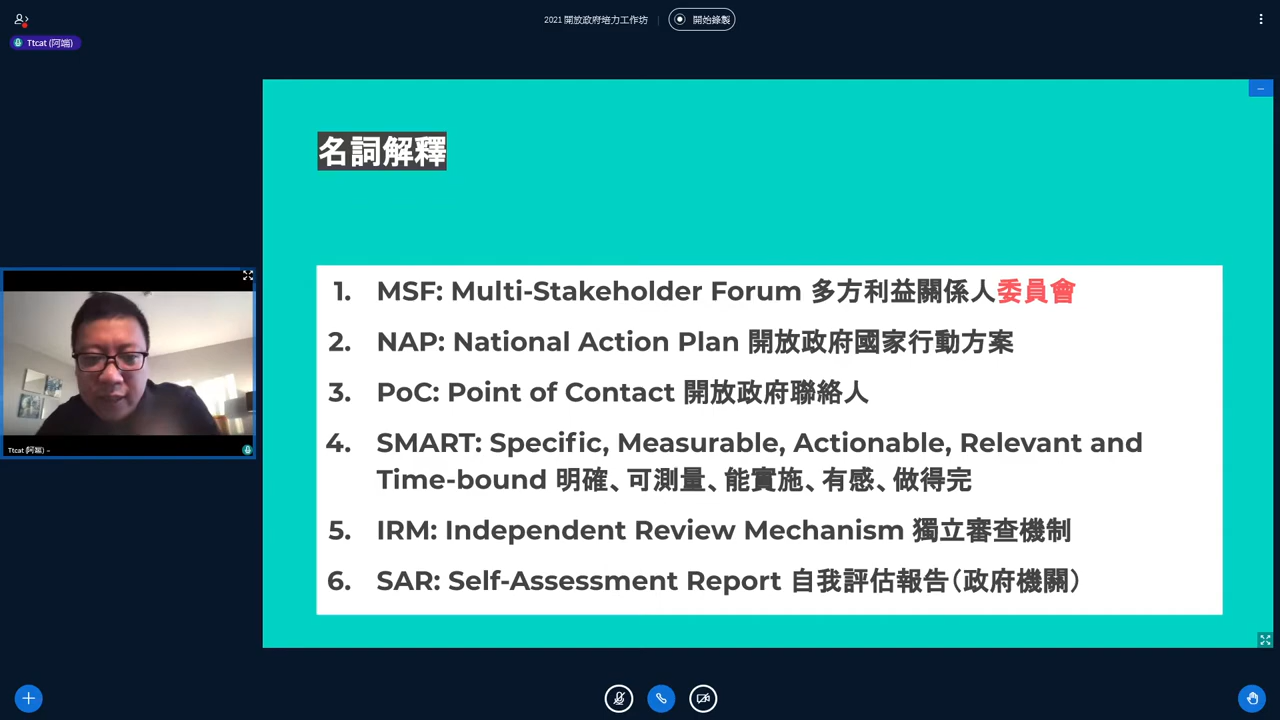 2021 開放政府培力工作坊
開始錄製
Ttcat (阿端)
名詞解釋
1. MSF: Multi-Stakeholder Forum 多方利益關係人委員會
2. NAP: National Action Plan 開放政府國家行動方案
3. PoC: Point of Contact 開放政府聯絡人
4. SMART: Specific, Measurable, Actionable, Relevant and
Time-bound 明確、可測量、能實施、有感、做得完
5. IRM: Independent Review Mechanism 獨立審查機制
6. SAR: Self-Assessment Report 自我評估報告（政府機關）
Ttcat (阿端)